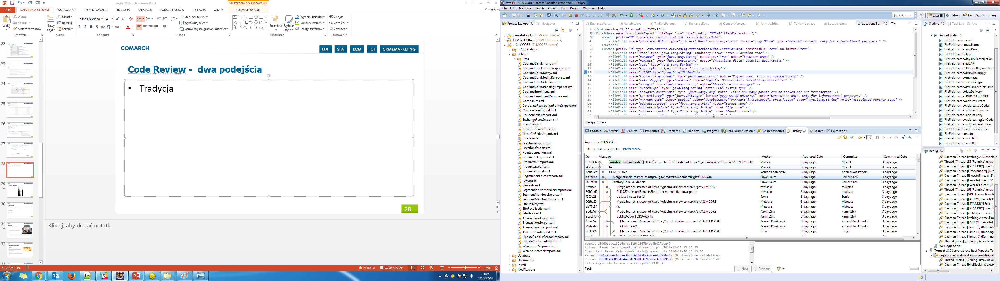 Agile_2016.pptx - PowerPoint
NARZĘDZIA DO RYSOWANIA
PLIK NARZĘDZIA GŁÓWNE WSTAWIANIE PROJEKTOWANIE PRZEJŚCIA ANIMACJE POKAZ SLAJDÓW RECENZJA WIDOK FORMATOWANIE
Zaloguj się
Wklej Wytnij Kopiuj Malarz formatów Schowek
Nowy slajd Układ Resetuj Sekcja Slajdy
Calibri (Tekst po 24 Czcionka
Kierunek tekstu Wyrównaj tekst Konwertuj na grafikę SmartArt Akapit
Rozmieść Szybkie style Wypełn. kształtu Kontury kształtu Efekty kształtów Rysowanie
Znajdź Zamień Zaznacz Edytowanie
22
23
24
25
26
27
28
29
30
31
32
33
COMARCH
EDI SFA ECM ICT CRM&MARKETING
Code Review - dwa podejścia
• Tradycja
28
Kliknij, aby dodać notatki
SLAJD 28 Z 45
NOTATKI KOMENTARZE 123%
11:06
2016-12-01
Java EE - CLMCORE/Batches/LocationsExport.xml - Eclipse
File Edit Navigate Search Project Run Design Window Help
Quick Access Java EE Debug Team Synchronizing
Project Explorer Navigator
ca-web-taglib [CLMCORE master]
CLMBackOffice [CLMCORE master]
> CLMCORE [CLMCORE master]
> Applications
Batches
Data
CobrandCardLinking.xml
CobrandCardLinkingResponse.xml
CobrandCardModify.xml
CobrandCardModifyResponse.xml
CobrandCardUnlinking.xml
CobrandCardUnlinkingResponse.xml
CobrandEnrolment.xml
CobrandEnrolmentResponse.xml
Companies.xml
CorporateRegistrationFormsImport.xml
CouponSeriesExport.xml
CouponSeriesImport.xml
ExchangeRatesImport.xml
identifiers.txt
IdentifierSeriesExport.xml
IdentifierSeriesImport.xml
locations.txt
LocationsExport.xml
LocationsImport.xml
PointsCorrection.xml
ProductCategories.xml
ProductsBPImport.xml
ProductsExport.xml
ProductsImport.xml
RegistrationFormsImport.xml
rewards.txt
Rewards.xml
SegmentIdnNoMembersImport.xml
SegmentMembersExport.xml
SegmentMembersImport.xml
SiteDelivery.xml
SiteRecollection.xml
SiteStock.xml
TransactionsExport.xml
TransactionsImport.xml
TransactionTVImport.xml
TxBonusCardImport.xml
UpdateBlacklistReasonImport.xml
UpdateCustomerImport.xml
WarehouseShipment.xml
WarehouseStockImport.xml
Database
Documents
Install
Notifications
ExchangeValu... Variable.java TrnRuleParam... ExchangeRat... CouponManag... formulaEdit... ToNumber.java LocationsIm... LocationsEx... »13
1 <?xml version="1.0" encoding="UTF-8"?>
2 <FileSchema name="LocationsExport" fileType="csv" fileEncoding="UTF-8" fieldSeparator=";">
3 <Header prefix="H" type="com.comarch.jext.xml.records.HeaderData">
4 <FileField name="generationDate" type="java.util.Date" mandatory="true" format="yyyy-MM-dd" notes="Generation date. Only for informational purposes." />
5 </Header>
6 <Record prefix="D" type="com.comarch.clm.config.transactions.dto.LocationData" persistable="true" unlimited="true">
7 <FileField name="code" type="java.lang.String" mandatory="true" notes="Location code" />
8 <FileField name="rawName" type="java.lang.String" mandatory="true" notes="Location name" />
9 <FileField name="rawDesc" type="java.lang.String" notes="[Multilang field] Location description" />
10 <FileField name="type" type="java.lang.String" />
11 <FileField name="loyaltyParticipation" type="java.lang.String" />
12 <FileField name="idSAP" type="java.lang.String" />
13 <FileField name="logisticRegionCode" type="java.lang.String" notes="Region code. Internal naming schema" />
14 <FileField name="lmAutoSupply" type="boolean" notes="Logistic Module: Auto calculating deliveries" />
15 <FileField name="manager" type="java.lang.String" notes="Store/Location manager" />
16 <FileField name="systemType" type="java.lang.String" notes="POS system type" />
17 <FileField name="issuancePointsLimit" type="java.lang.Long" notes="Limit how many points can be issued per one transaction" />
18 <FileField name="lastDelivery" type="java.util.Date" format="yyyy-MM-dd HH:mm:ss" notes="Generation date. Only for informational purposes." />
19 <FileField name="PARTNER_CODE" scope="global" value="#GlobalCache['PARTNERS'].itemsById[D.prtId].code" type="java.lang.String" notes="Associated Partner code" />
20 <FileField name="address.street" type="java.lang.String" notes="Street name" />
21 <FileField name="address.zipCode" type="java.lang.String" notes="Zip code" />
22 <FileField name="address.country" type="java.lang.String" notes="Country code" />
Design Source
Console Servers Markers Properties Problems Snippets Progress Data Source Explorer Git Repositories History Search Expressions
Repository: CLMCORE
The list is incomplete Preferences...
Id Message Author Authored Date Committer Committed Date
0e6f5bb master origin/master HEAD Merge branch 'master' of https://git.clm.krakow.comarch/git/CLMCORE Maciek 3 days ago Maciek 3 days ago
78e6a0d fix Maciek 3 days ago Maciek 3 days ago
b50e1cb CLMRD-3646 Konrad Kozikowski 3 days ago Konrad Kozikowski 3 days ago
e5960bb Merge branch 'master' of https://git.clm.krakow.comarch/git/CLMCORE Paweł Kaim 3 days ago Paweł Kaim 3 days ago
801c880 DictioryCode validation Paweł Kaim 3 days ago Paweł Kaim 3 days ago
8bf0f78 Merge branch 'master' of https://git.clm.krakow.comarch/git/CLMCORE mwlazlo 3 days ago mwlazlo 3 days ago
39b2b6f CNI-787 selectedBenefitsSlots after manual tier downgrade mwlazlo 3 days ago mwlazlo 3 days ago
f605a21 Updated notes for id Sonia 3 days ago Sonia 3 days ago
96fba25 Merge branch 'master' of https://git.clm.krakow.comarch/git/CLMCORE Mateusz 3 days ago Mateusz 3 days ago
dc77c3f fix Mateusz 3 days ago Mateusz 3 days ago
3ed03ef Merge branch 'master' of https://git.clm.krakow.comarch/git/CLMCORE Kamil Zbik 3 days ago Kamil Zbik 3 days ago
eca68fb CLMRD-3567 FORD-685 fix Kamil Zbik 3 days ago Kamil Zbik 3 days ago
fc8ec59 Merge branch 'master' of https://git.clm.krakow.comarch/git/CLMCORE Konrad Kozikowski 3 days ago Konrad Kozikowski 3 days ago
21deab8 CLMRD-3641 Konrad Kozikowski 3 days ago Konrad Kozikowski 3 days ago
cd35f06 Merge branch 'master' of https://git.clm.krakow.comarch/git/CLMCORE mrys 3 days ago mrys 3 days ago
commit e5960bbdc189b6efdd6b9f1307b4bc4b417bbe40
Author: Paweł Kaim <pawel.kaim@comarch.pl> 2016-11-28 15:13:35
Committer: Paweł Kaim <pawel.kaim@comarch.pl> 2016-11-28 15:13:35
Parent: 801c880ec65b7e3b65b61b070c9d7ae42379bc47 (DictioryCode validation)
Parent: 8bf0f78685b4e4aa5469b8fe87fb0ee3a86791b9 (Merge branch 'master' of
https://git.clm.krakow.comarch/git/CLMCORE)
Find: Next Previous
Outline Task List Ant
Record prefix=D
FileField name=code
FileField name=rawName
FileField name=rawDesc
FileField name=type
FileField name=loyaltyParticipation
FileField name=idSAP
FileField name=logisticRegionCode
FileField name=lmAutoSupply
FileField name=manager
FileField name=systemType
FileField name=issuancePointsLimit
FileField name=lastDelivery
FileField name=PARTNER_CODE
FileField name=address.street
FileField name=address.zipCode
FileField name=address.country
FileField name=address.city
FileField name=address.regionCode
FileField name=address.longitude
FileField name=address.latitude
FileField name=status
FileField name=auditCD
FileField name=auditCU
Debug
Daemon Thread [weblogic.GCMonit
Thread [Thread-18] (Running) (may
Daemon Thread [[STANDBY] Execute
Daemon Thread [DoSManager] (Run
Daemon Thread [[STANDBY] Execute
Daemon Thread [ExecuteThread: '2'
Daemon Thread [ExecuteThread: '1'
Daemon Thread [ExecuteThread: '0'
Thread [Thread-16] (Running) (may
Daemon Thread [VDE Transaction Pr
Daemon Thread [[ACTIVE] ExecuteTh
Daemon Thread [[STANDBY] Execute
Daemon Thread [[STANDBY] Execute
Daemon Thread [weblogic.timers.Ti
Daemon Thread [weblogic.time.Tim
Daemon Thread [[ACTIVE] ExecuteTh
Daemon Thread [Timer-2] (Running)
Daemon Thread [Timer-1] (Running)
Daemon Thread [Timer-0] (Running)
Thread [main] (Running) (may be ou
Weblogic Server
Tomcat v8.0 Server at localhost [Apache To
org.apache.catalina.startup.Bootstrap at
Thread [main] (Running) (may be ou
Daemon Thread [NioBlockingSelecto